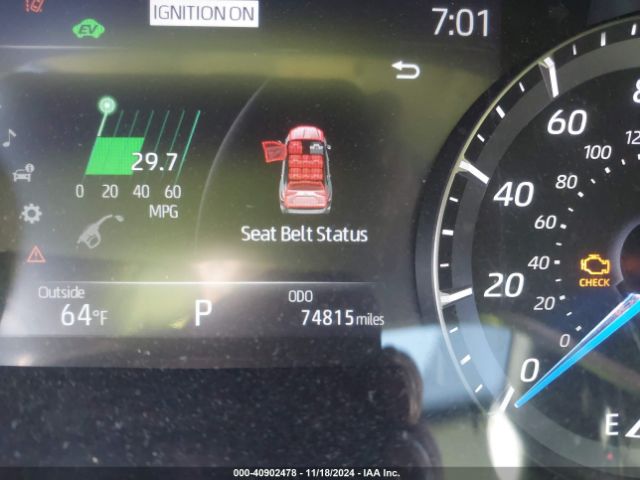 IGNITION ON
7:01
EV
29.7
0 20 40 60
MPG
Seat Belt Status
Outside
64°F
P
ODO
74815 miles
60
40
20
0
100
80
60
40
20
0
CHECK
E
000-40902478 - 11/18/2024 - IAA Inc.